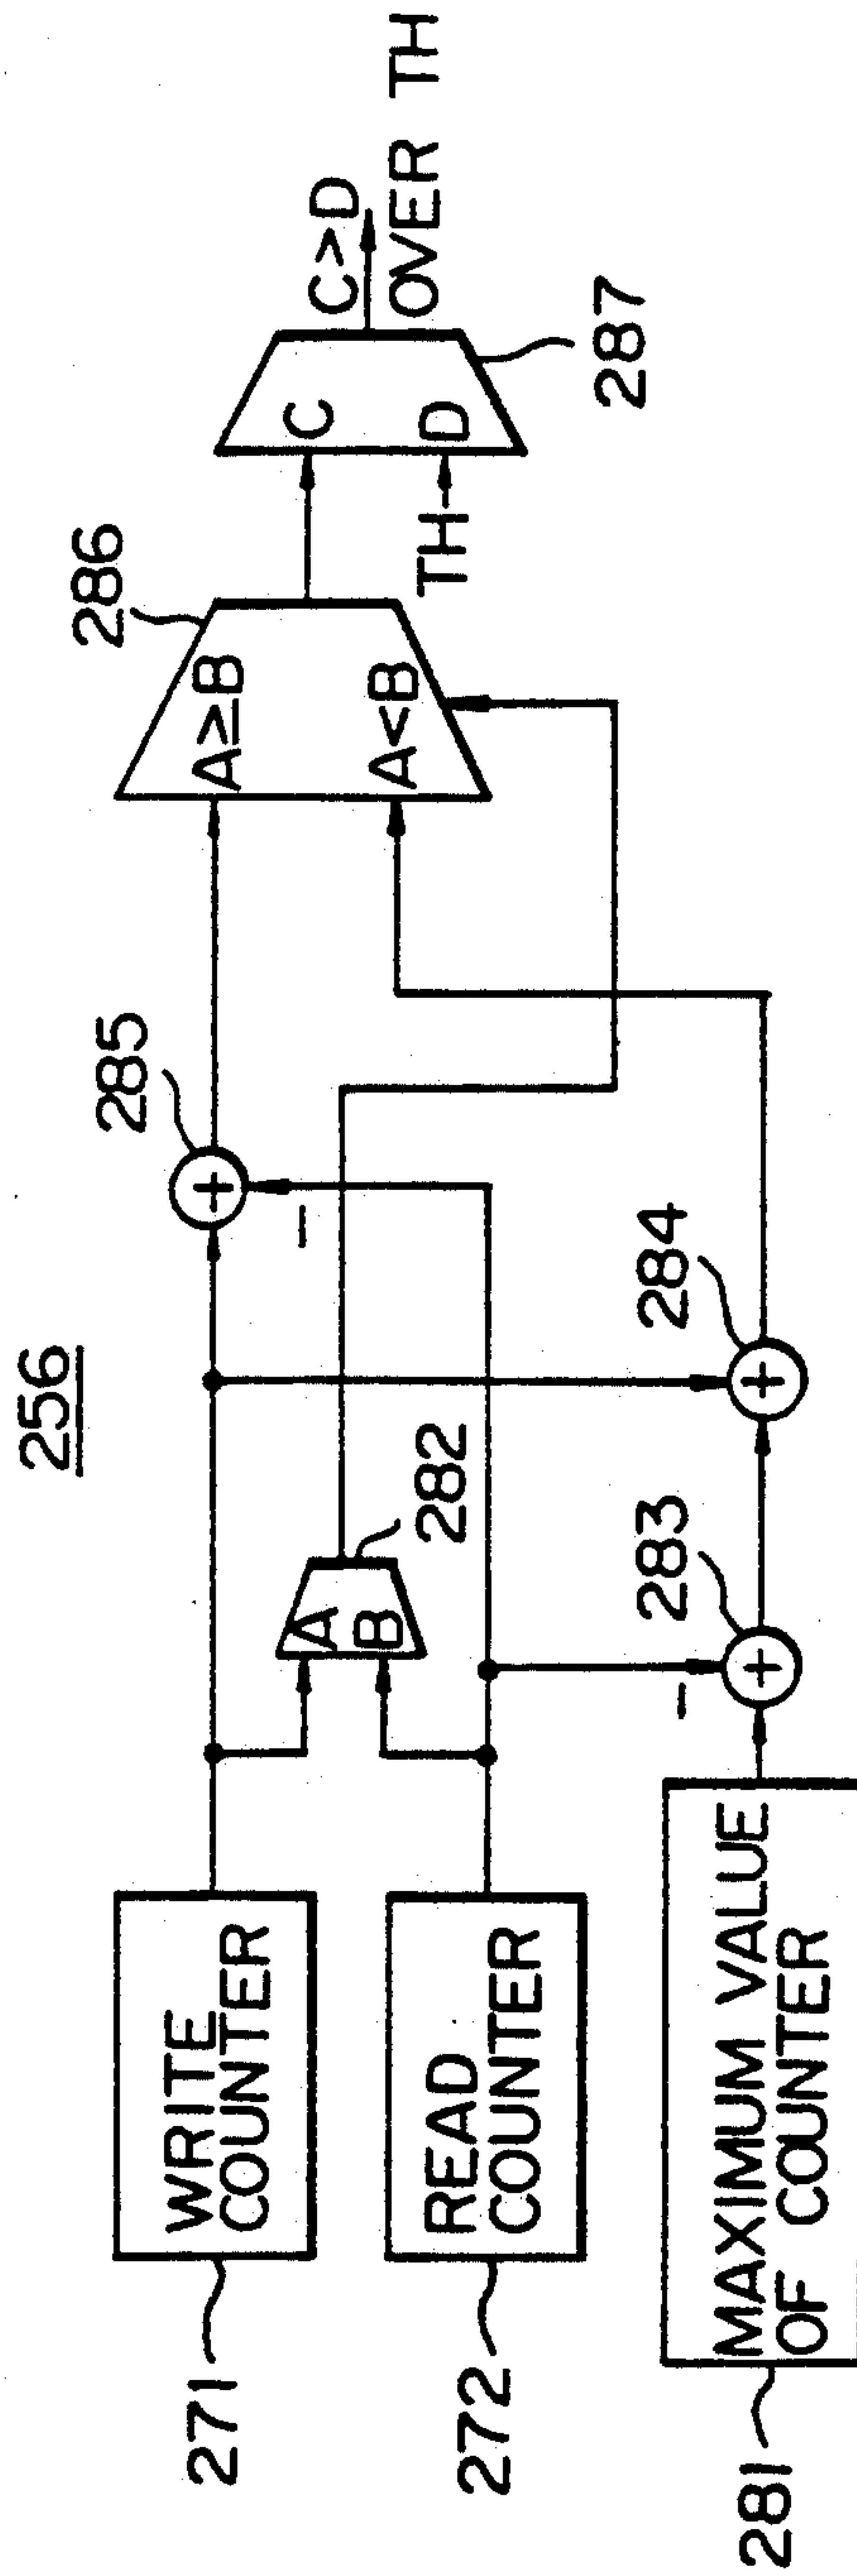 256
271
WRITE
COUNTER
272
READ
COUNTER
281
MAXIMUM VALUE
OF COUNTER
A
B
282
-
+
283
+
284
-
+
285
A≥B
A<B
286
C
TH
D
287
C>D
OVER TH